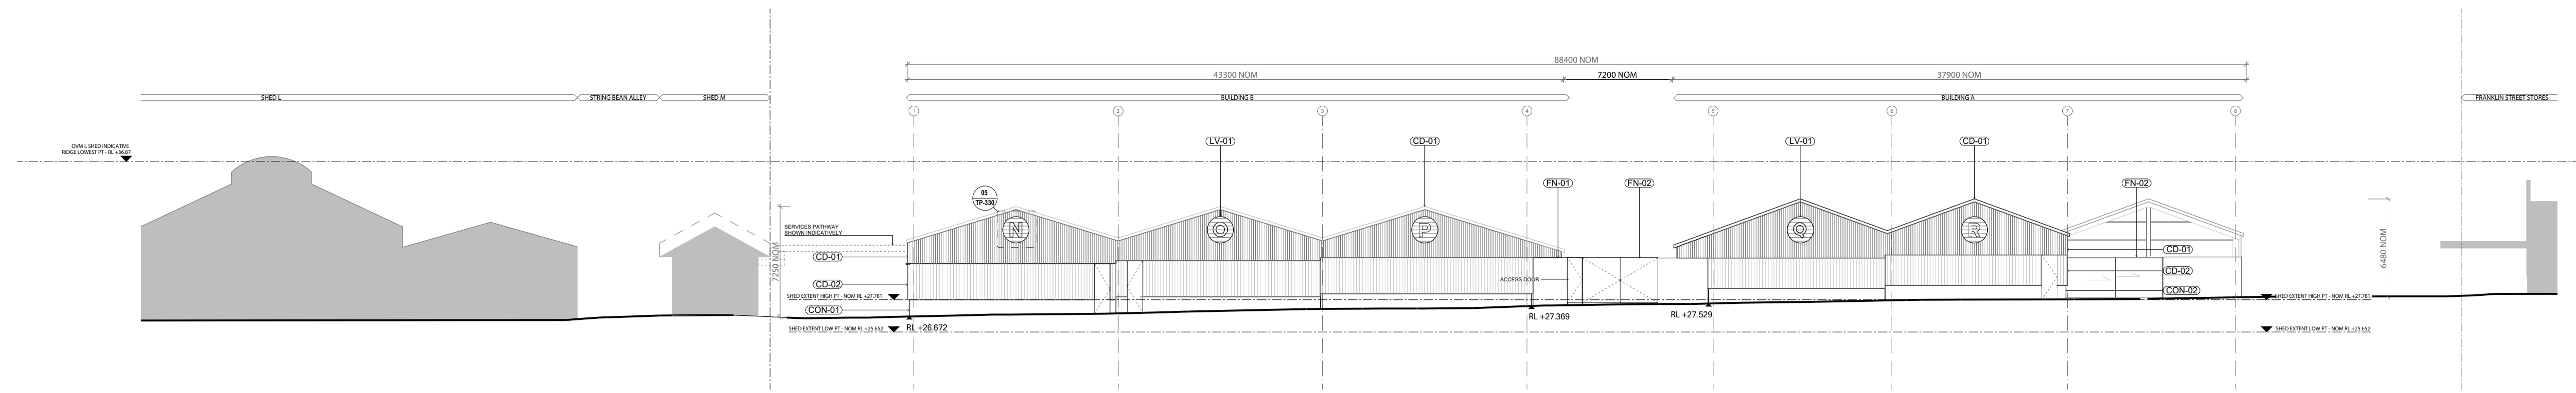 88400 NOM
43300 NOM
7200 NOM
37900 NOM
SHED L
STRING BEAN ALLEY
SHED M
BUILDING B
BUILDING A
FRANKLIN STREET STORES
1
2
3
4
5
6
7
8
LV-01
CD-01
LV-01
CD-01
QVM L SHED INDICATIVE
RIDGE LOWEST PT - RL +36.87
FN-01
FN-02
FN-02
05
TP-330
SERVICES PATHWAY
SHOWN INDICATIVELY
N
O
P
Q
R
7250 NOM
6480 NOM
CD-01
CD-02
CON-01
ACCESS DOOR
CD-01
CD-02
CON-02
SHED EXTENT HIGH PT - NOM RL +27.781
SHED EXTENT HIGH PT - NOM RL +27.781
RL +26.672
RL +27.369
RL +27.529
SHED EXTENT LOW PT - NOM RL +25.652
SHED EXTENT LOW PT - NOM RL +25.652